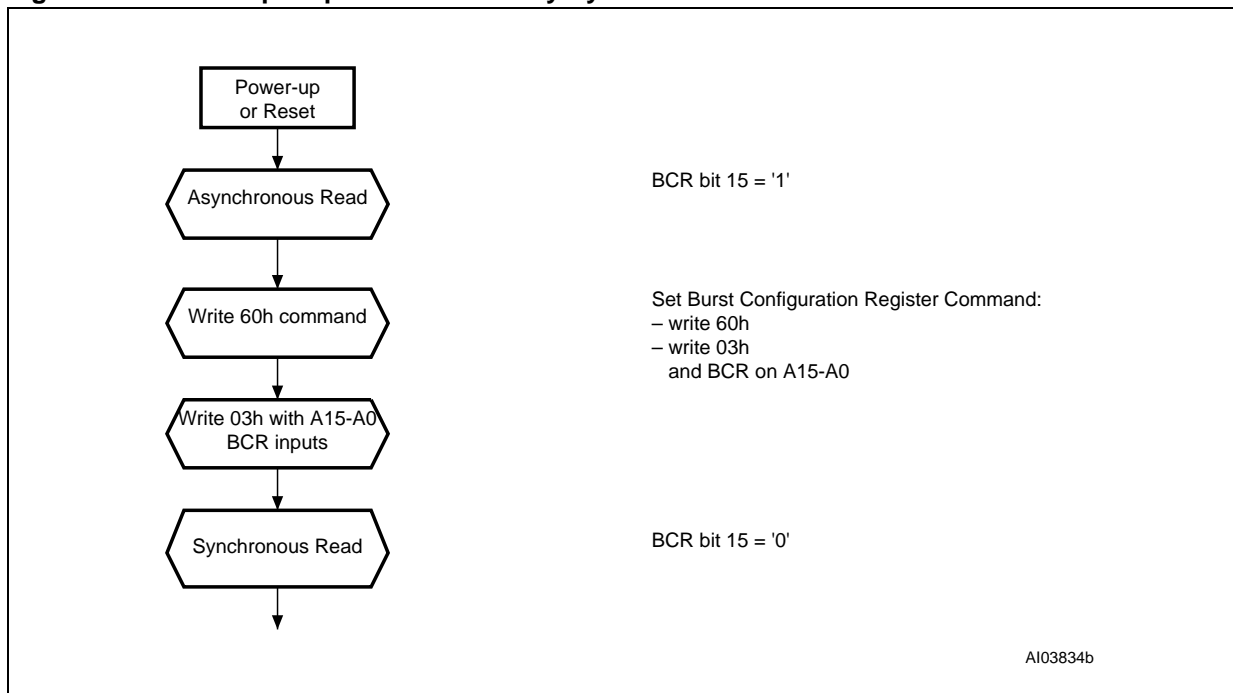 Power-up
or Reset
Asynchronous Read
BCR bit 15 = '1'
Write 60h command
Set Burst Configuration Register Command:
– write 60h
– write 03h
and BCR on A15-A0
Write 03h with A15-A0
BCR inputs
Synchronous Read
BCR bit 15 = '0'
AI03834b